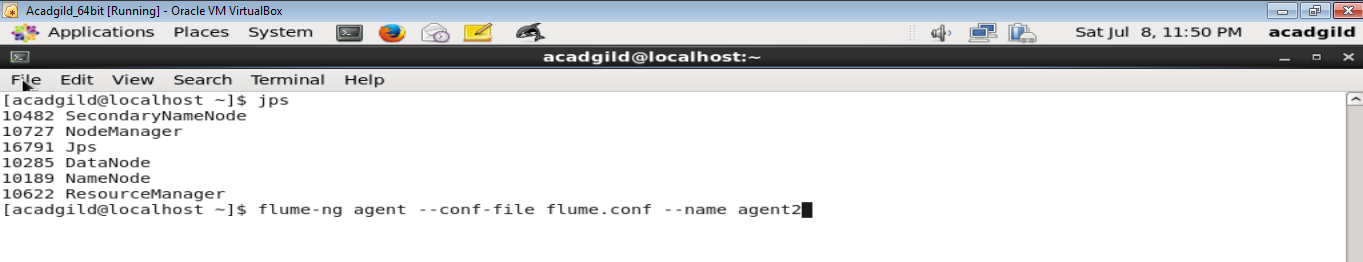 Acadgild_64bit [Running] - Oracle VM VirtualBox
Applications Places System Sat Jul 8, 11:50 PM acadgild
acadgild@localhost:~
File Edit View Search Terminal Help
[acadgild@localhost ~]$ jps
10482 SecondaryNameNode
10727 NodeManager
16791 Jps
10285 DataNode
10189 NameNode
10622 ResourceManager
[acadgild@localhost ~]$ flume-ng agent --conf-file flume.conf --name agent2